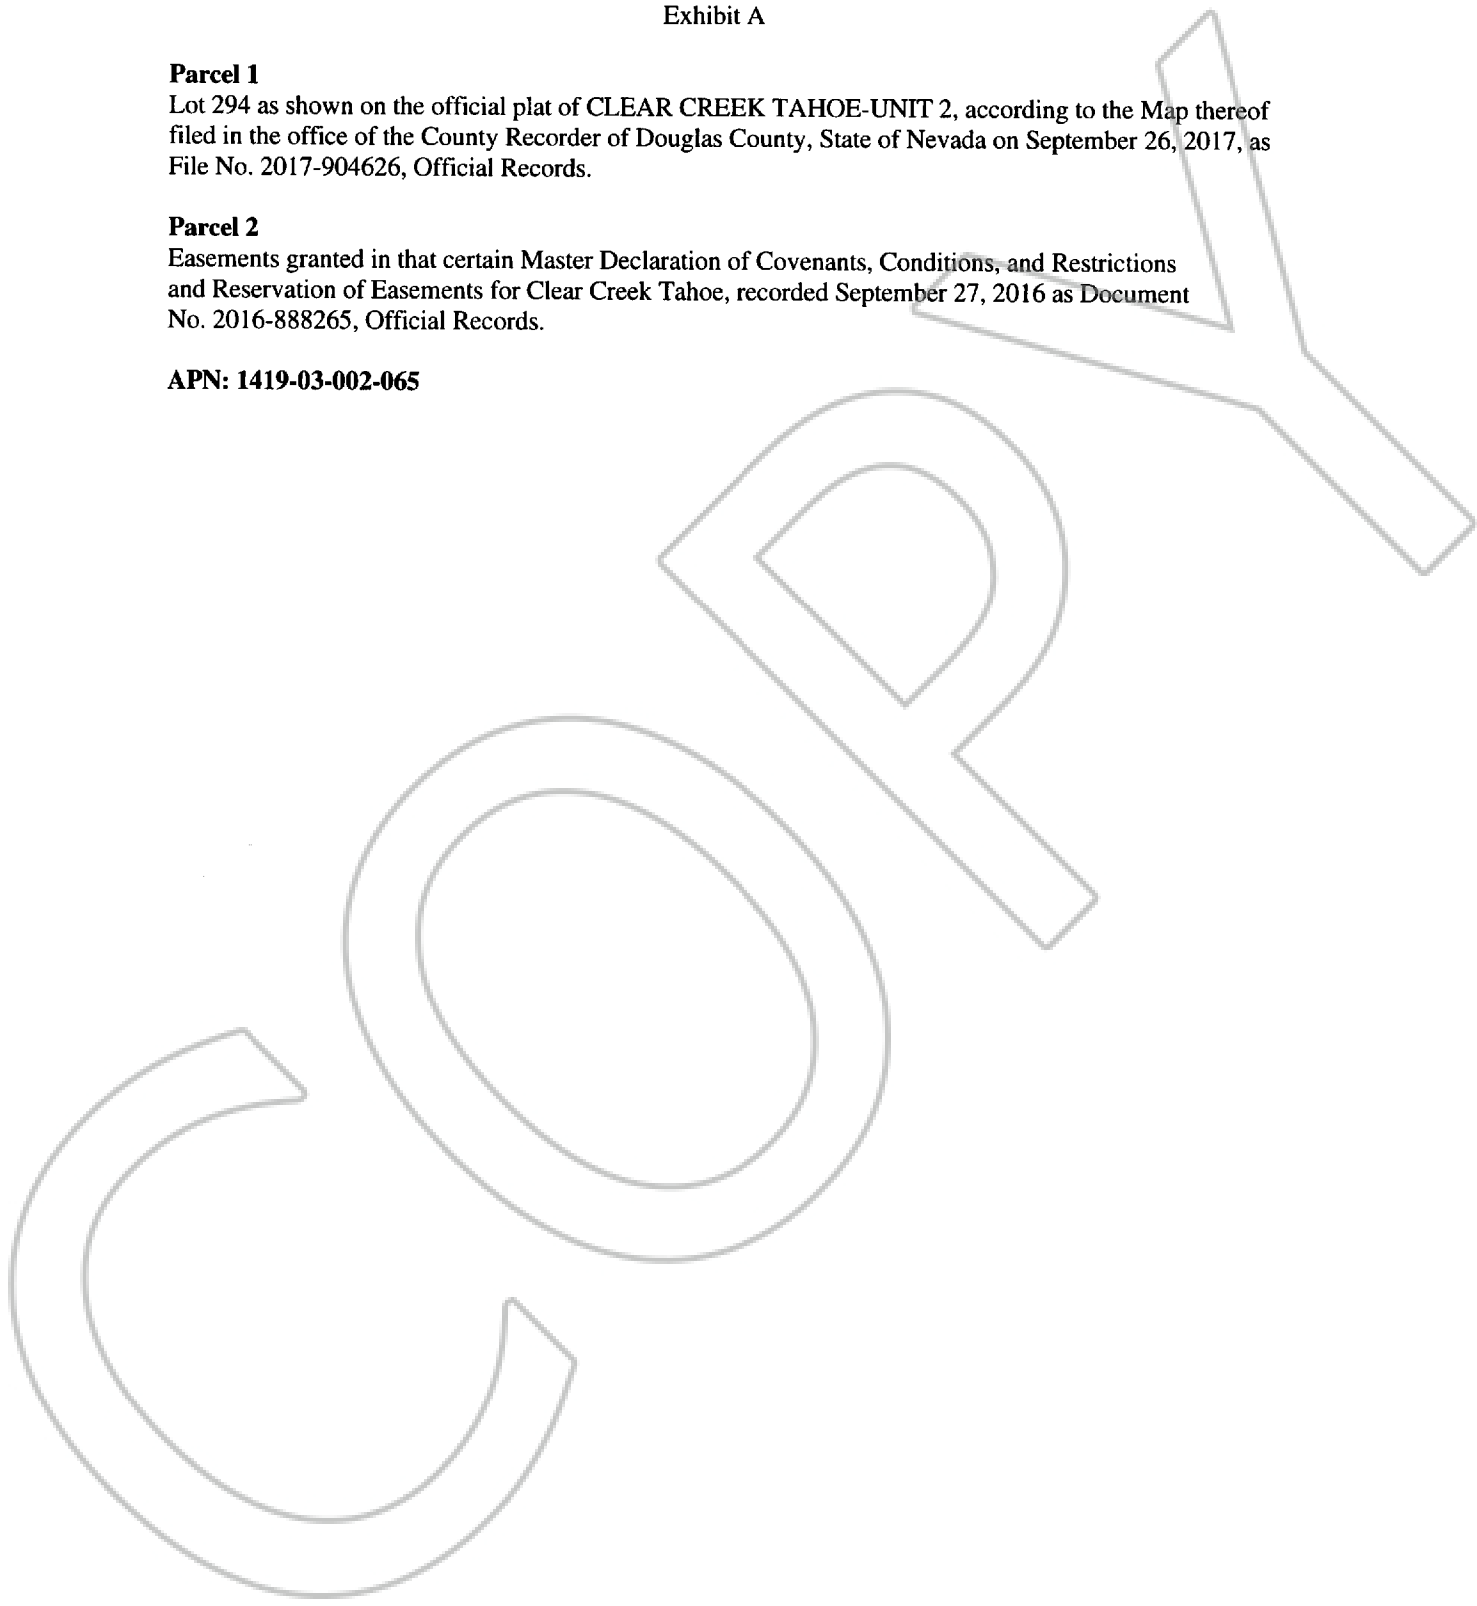 Exhibit A
Parcel 1
Lot 294 as shown on the official plat of CLEAR CREEK TAHOE-UNIT 2, according to the Map thereof
filed in the office of the County Recorder of Douglas County, State of Nevada on September 26, 2017, as
File No. 2017-904626, Official Records.
Parcel 2
Easements granted in that certain Master Declaration of Covenants, Conditions, and Restrictions
and Reservation of Easements for Clear Creek Tahoe, recorded September 27, 2016 as Document
No. 2016-888265, Official Records.
APN: 1419-03-002-065
COPY